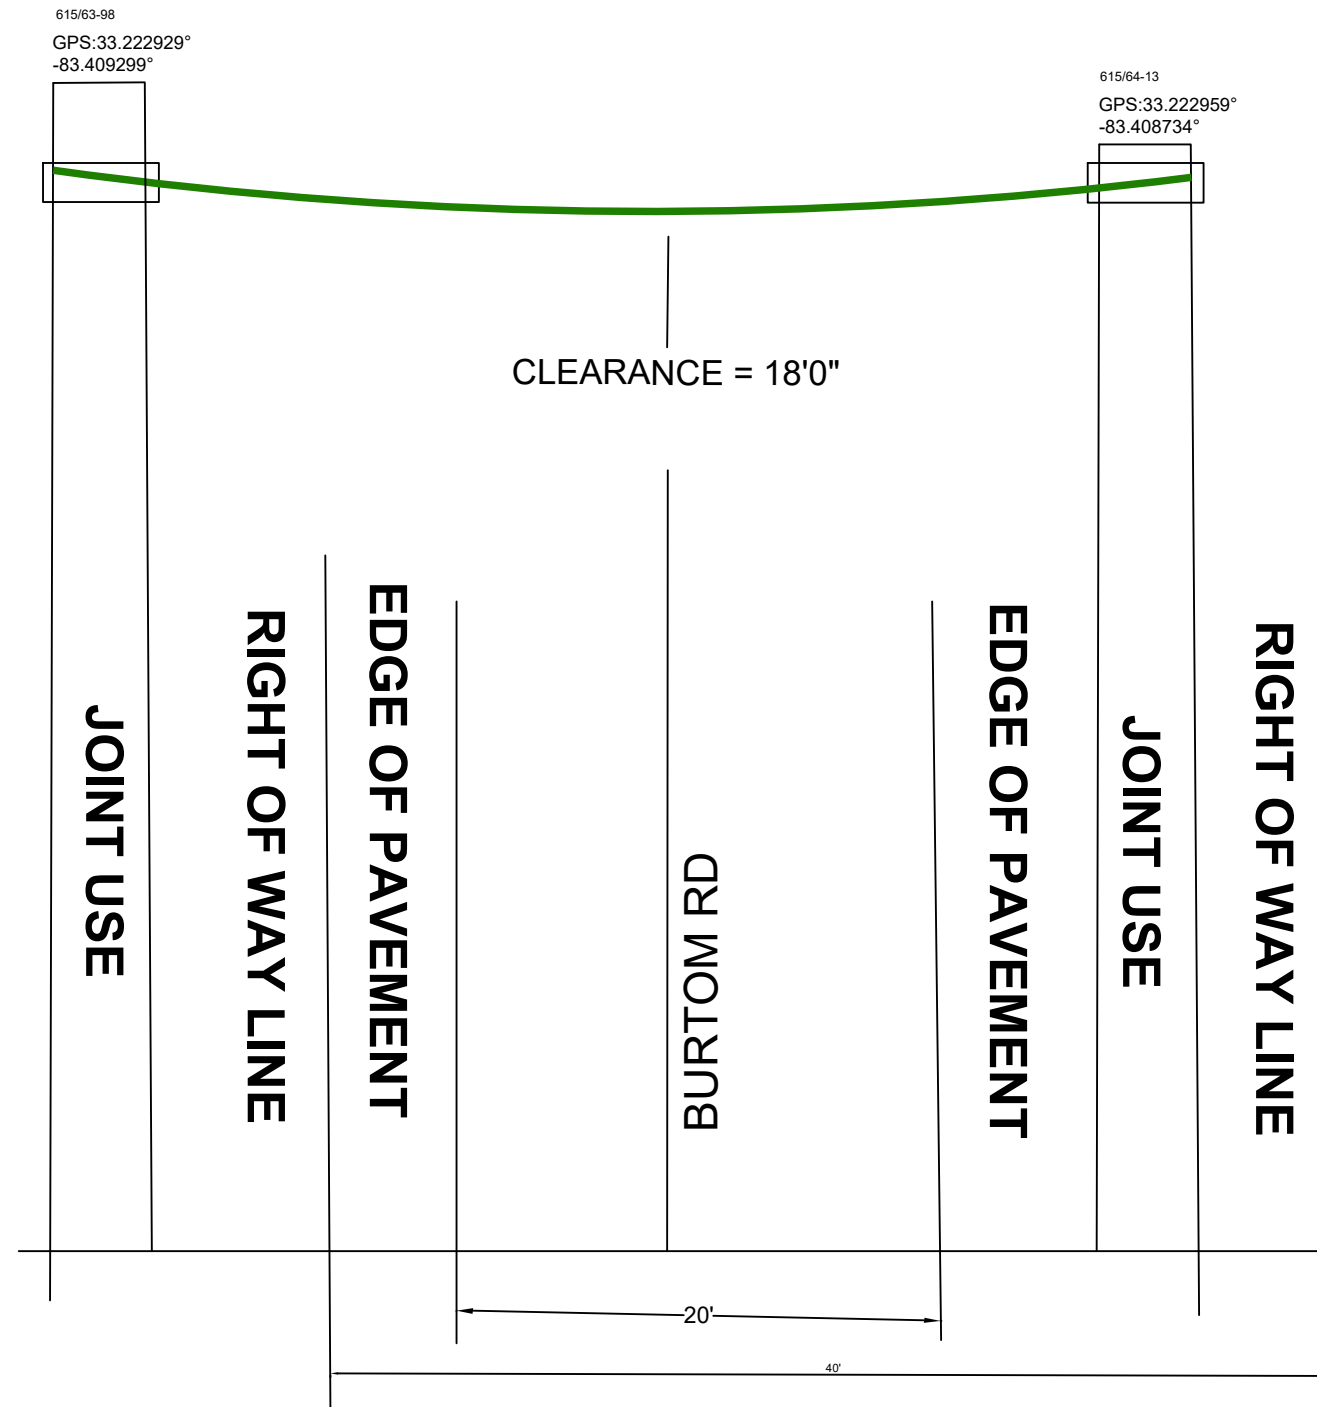 615/63-98
GPS:33.222929°
-83.409299°
615/64-13
GPS:33.222959°
-83.408734°
CLEARANCE = 18'0"
JOINT USE
RIGHT OF WAY LINE
EDGE OF PAVEMENT
BURTOM RD
EDGE OF PAVEMENT
JOINT USE
RIGHT OF WAY LINE
20'
40'